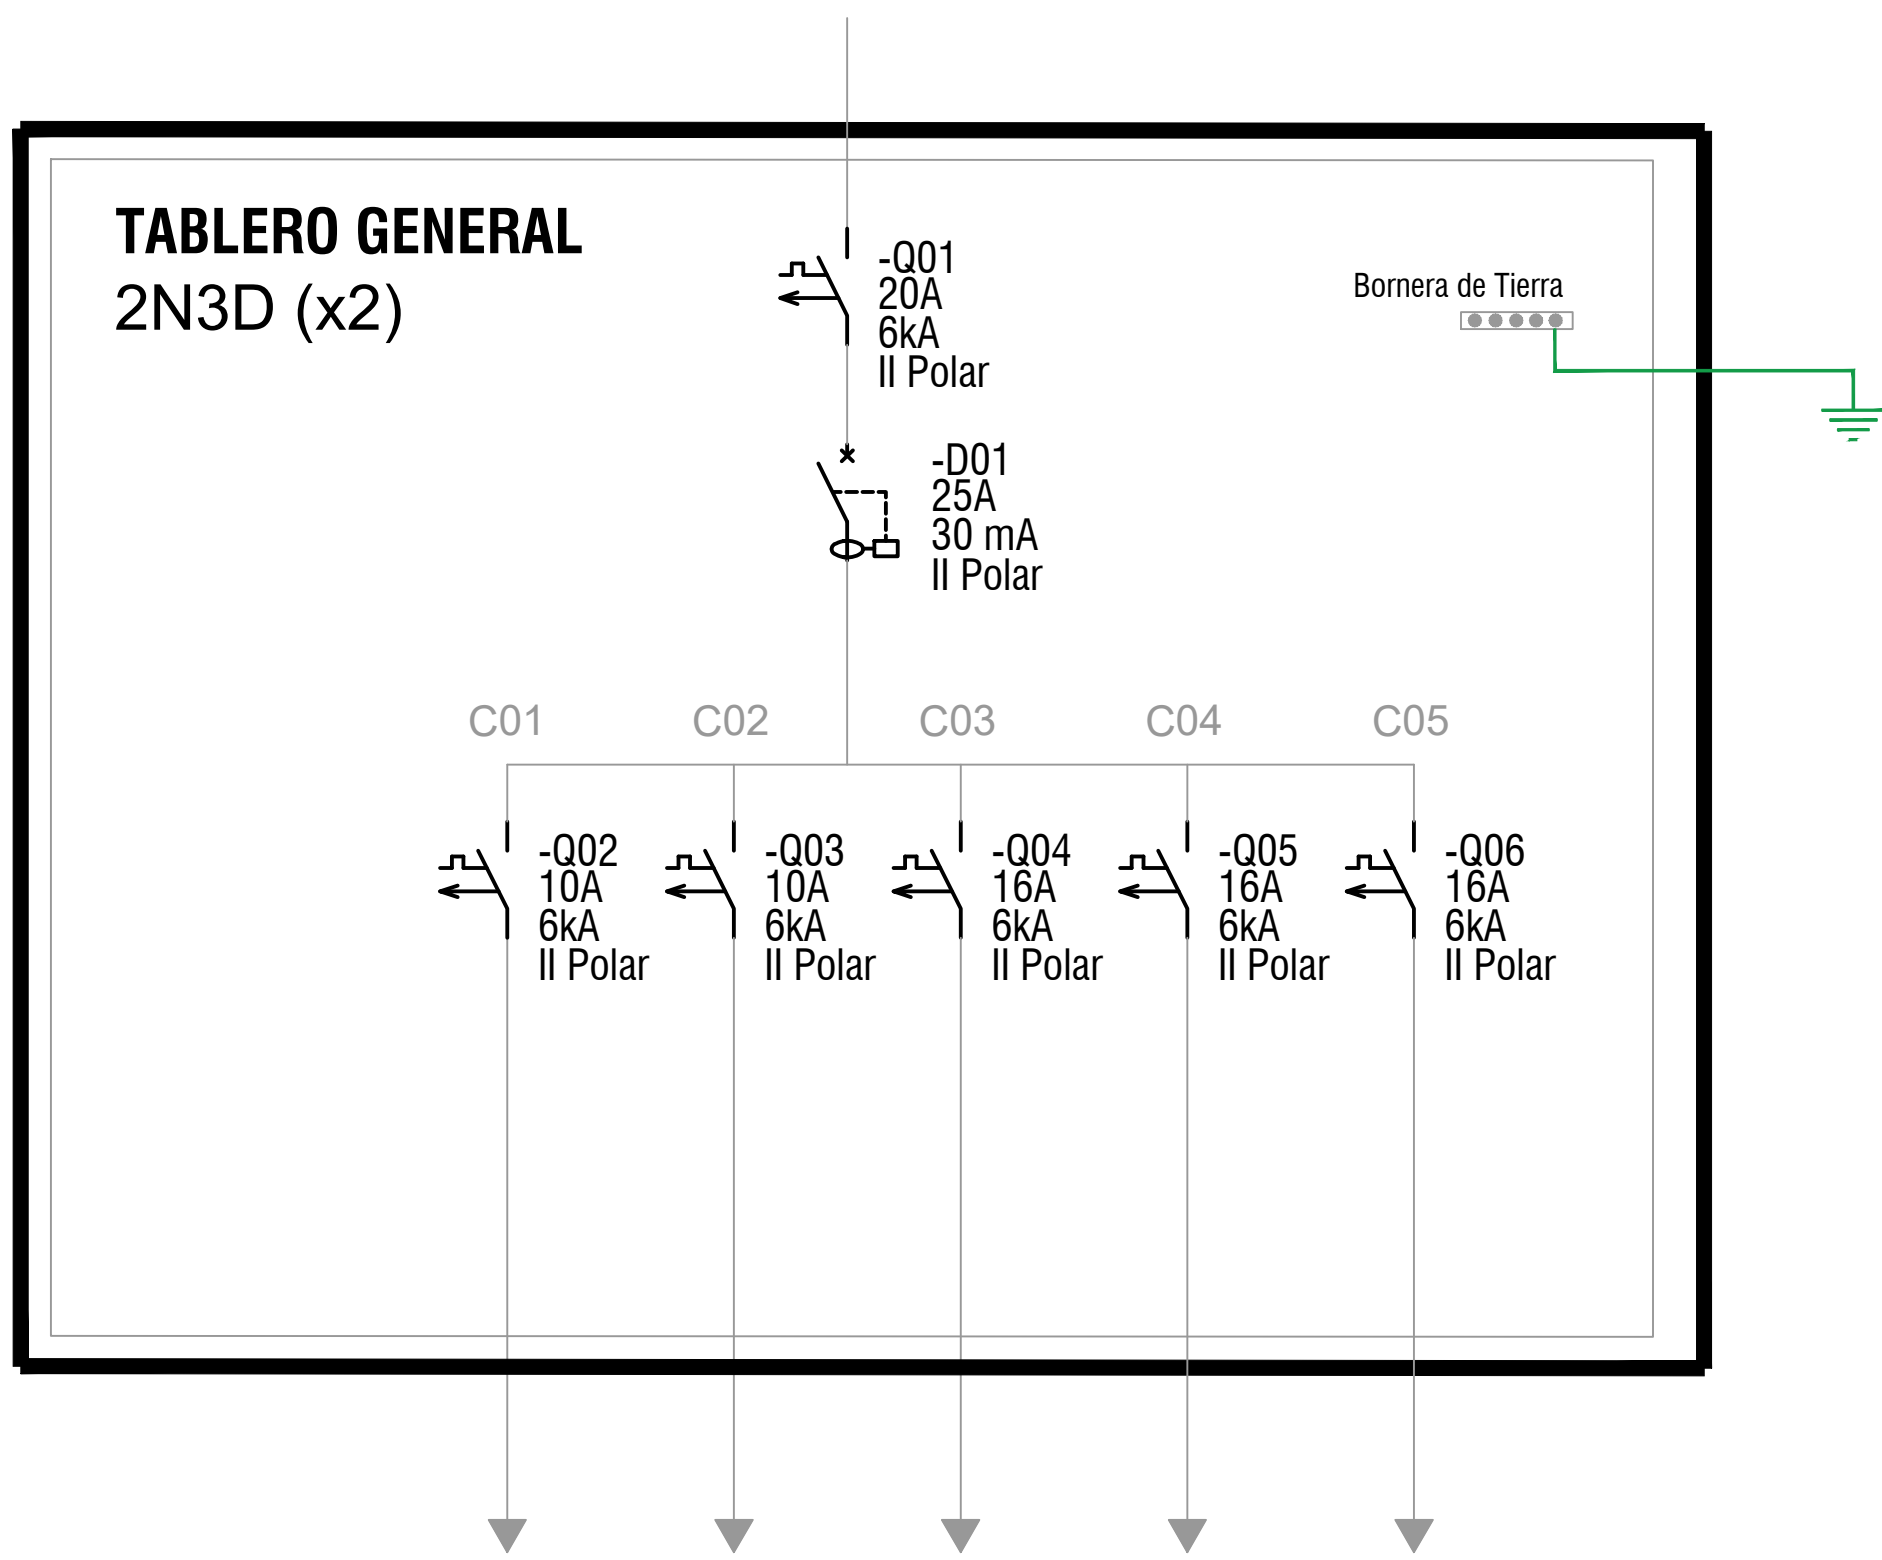 TABLERO GENERAL
2N3D (x2)
-Q01
20A
6kA
II Polar
Bornera de Tierra
-D01
25A
30 mA
II Polar
C01
C02
C03
C04
C05
-Q02
10A
6kA
II Polar
-Q03
10A
6kA
II Polar
-Q04
16A
6kA
II Polar
-Q05
16A
6kA
II Polar
-Q06
16A
6kA
II Polar